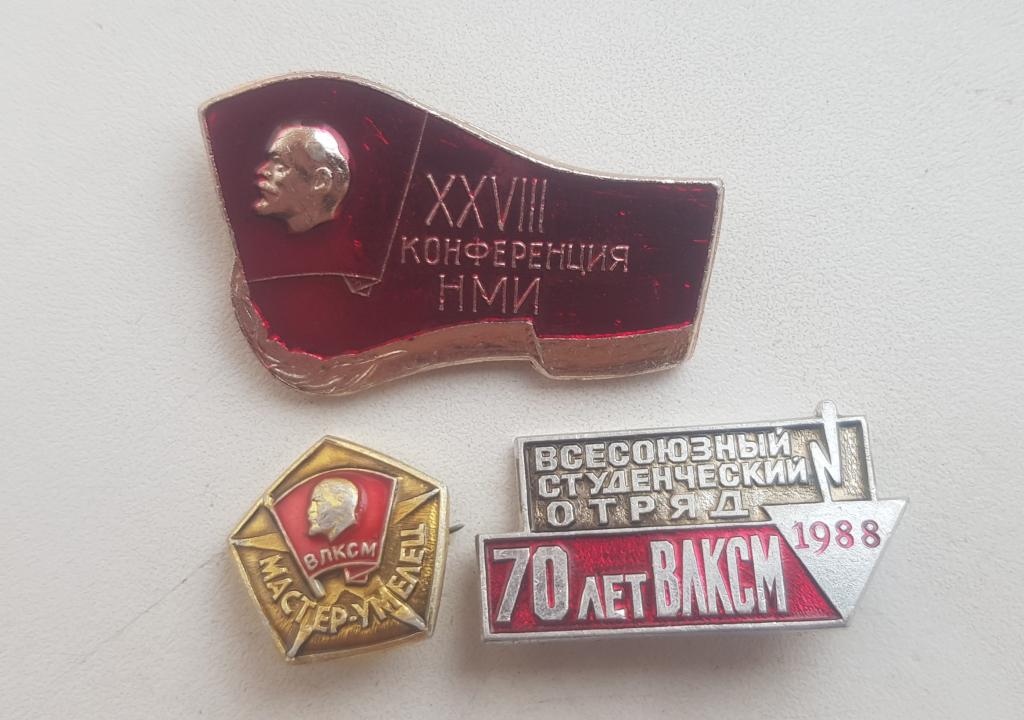 XXVIII
КОНФЕРЕНЦИЯ
НМИ
ВЛКСМ
МАСТЕР-УМЕЛЕЦ
ВСЕСОЮЗНЫЙ
СТУДЕНЧЕСКИЙ
ОТРЯД
1988
70 ЛЕТ ВЛКСМ